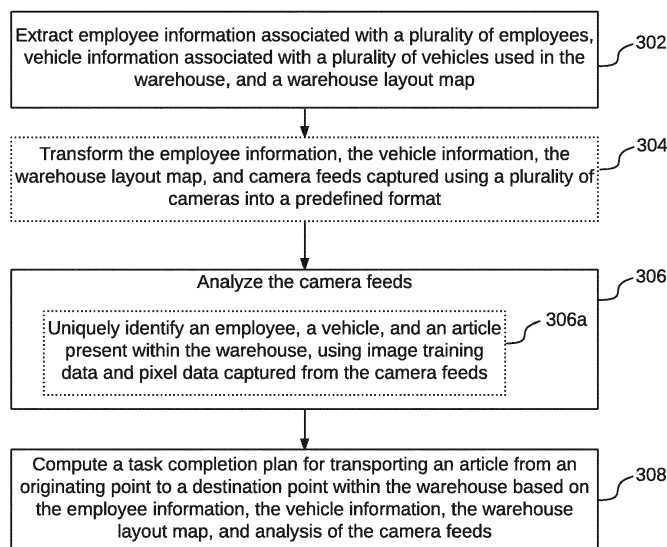 Extract employee information associated with a plurality of employees,
vehicle information associated with a plurality of vehicles used in the
warehouse, and a warehouse layout map
302
Transform the employee information, the vehicle information, the
warehouse layout map, and camera feeds captured using a plurality of
cameras into a predefined format
304
Analyze the camera feeds
306
Uniquely identify an employee, a vehicle, and an article
present within the warehouse, using image training
data and pixel data captured from the camera feeds
306a
Compute a task completion plan for transporting an article from an
originating point to a destination point within the warehouse based on
the employee information, the vehicle information, the warehouse
layout map, and analysis of the camera feeds
308